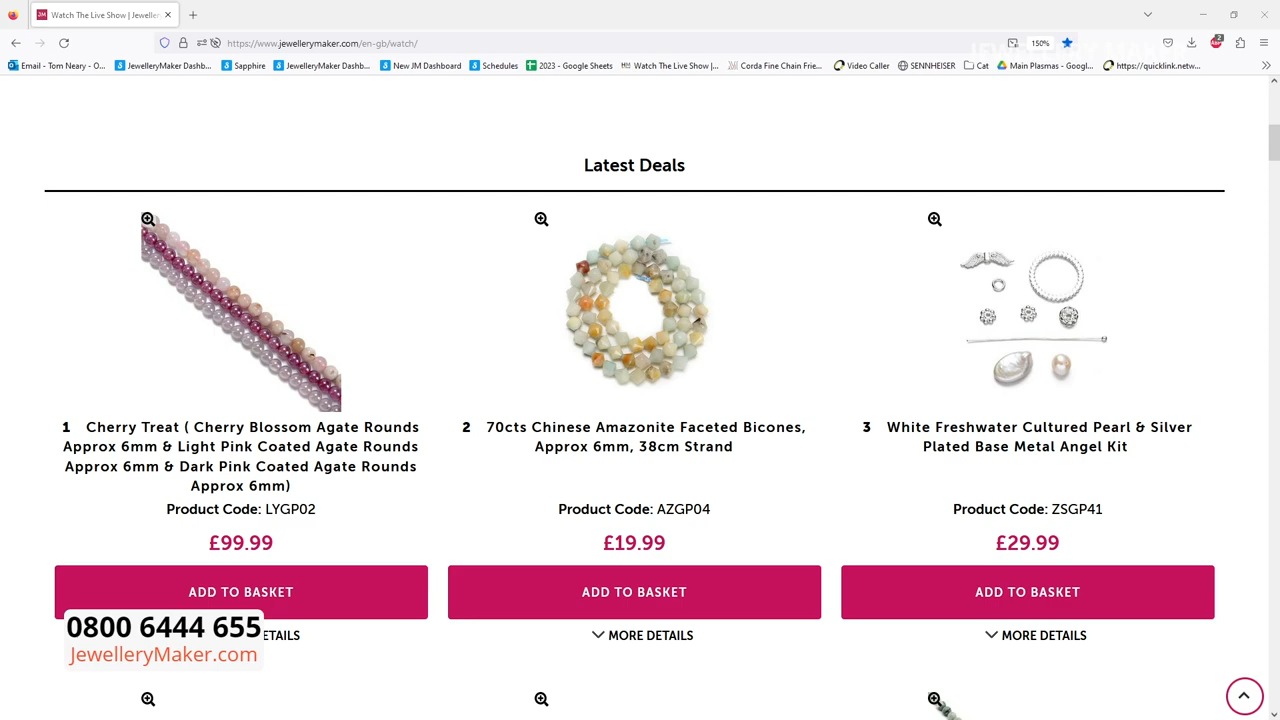 Watch The Live Show | Jeweller
https://www.jewellerymaker.com/en-gb/watch/
150%
2
JEWELLERY MAKER
Email - Tom Neary - O...
JewelleryMaker Dashb...
Sapphire
JewelleryMaker Dashb...
New JM Dashboard
Schedules
2023 - Google Sheets
Watch The Live Show |...
Corda Fine Chain Frie...
Video Caller
SENNHEISER
Cat
Main Plasmas - Googl...
https://quicklink.netw...
Latest Deals
1 Cherry Treat ( Cherry Blossom Agate Rounds
Approx 6mm & Light Pink Coated Agate Rounds
Approx 6mm & Dark Pink Coated Agate Rounds
Approx 6mm)
Product Code: LYGP02
£99.99
ADD TO BASKET
ETAILS
2 70cts Chinese Amazonite Faceted Bicones,
Approx 6mm, 38cm Strand
Product Code: AZGP04
£19.99
ADD TO BASKET
MORE DETAILS
3 White Freshwater Cultured Pearl & Silver
Plated Base Metal Angel Kit
Product Code: ZSGP41
£29.99
ADD TO BASKET
MORE DETAILS
0800 6444 655
JewelleryMaker.com